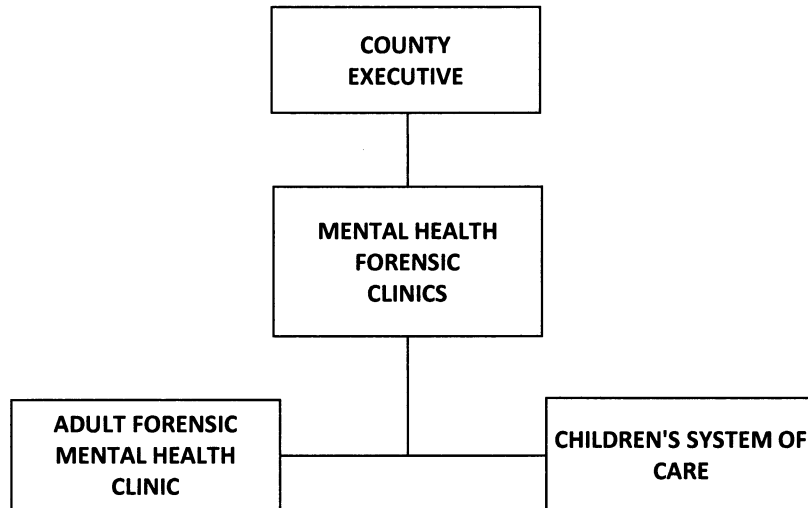 COUNTY
EXECUTIVE
MENTAL HEALTH
FORENSIC
CLINICS
ADULT FORENSIC
MENTAL HEALTH
CLINIC
CHILDREN'S SYSTEM OF
CARE